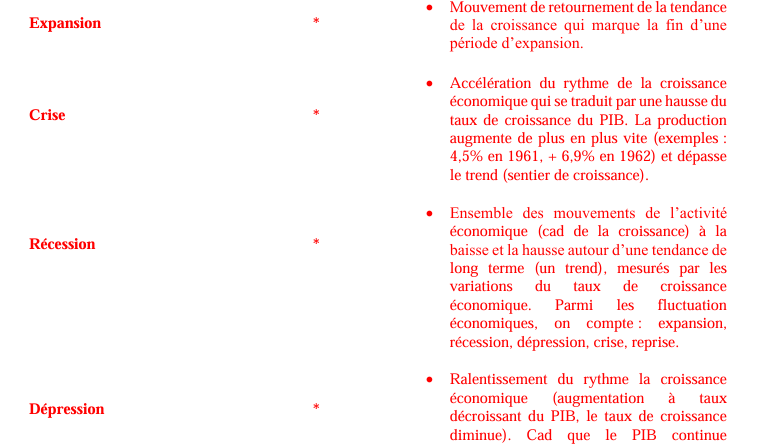 Expansion
*
• Mouvement de retournement de la tendance
de la croissance qui marque la fin d’une
période d’expansion.
Crise
*
• Accélération du rythme de la croissance
économique qui se traduit par une hausse du
taux de croissance du PIB. La production
augmente de plus en plus vite (exemples :
4,5% en 1961, + 6,9% en 1962) et dépasse
le trend (sentier de croissance).
Récession
*
• Ensemble des mouvements de l’activité
économique (cad de la croissance) à la
baisse et la hausse autour d’une tendance de
long terme (un trend), mesurés par les
variations du taux de croissance
économique. Parmi les fluctuation
économiques, on compte : expansion,
récession, dépression, crise, reprise.
Dépression
*
• Ralentissement du rythme la croissance
économique (augmentation à taux
décroissant du PIB, le taux de croissance
diminue). Cad que le PIB continue